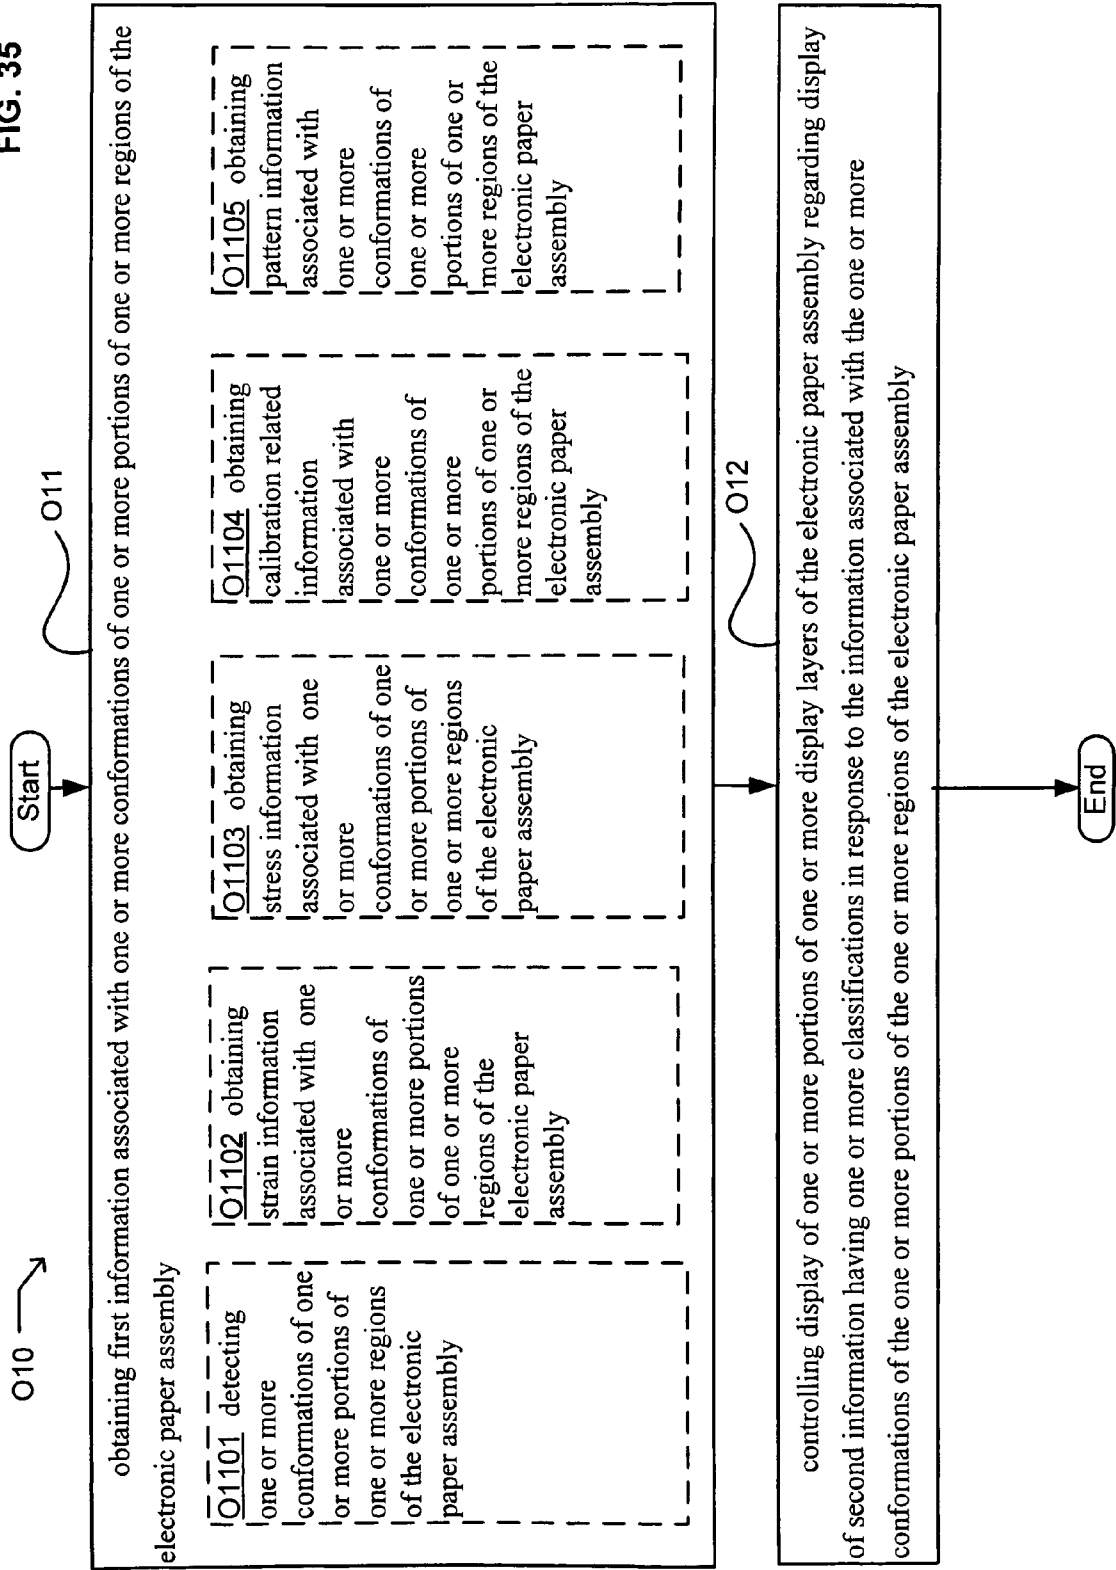 FIG. 35
O10
Start
O11
obtaining first information associated with one or more conformations of one or more portions of one or more regions of the
electronic paper assembly
O1101 detecting
one or more
conformations of one
or more portions of
one or more regions
of the electronic
paper assembly
O1102 obtaining
strain information
associated with one
or more
conformations of
one or more portions
of one or more
regions of the
electronic paper
assembly
O1103 obtaining
stress information
associated with one
or more
conformations of one
or more portions of
one or more regions
of the electronic
paper assembly
O1104 obtaining
calibration related
information
associated with
one or more
conformations of
one or more
portions of one or
more regions of the
electronic paper
assembly
O1105 obtaining
pattern information
associated with
one or more
conformations of
one or more
portions of one or
more regions of the
electronic paper
assembly
O12
controlling display of one or more portions of one or more display layers of the electronic paper assembly regarding display
of second information having one or more classifications in response to the information associated with the one or more
conformations of the one or more portions of the one or more regions of the electronic paper assembly
End